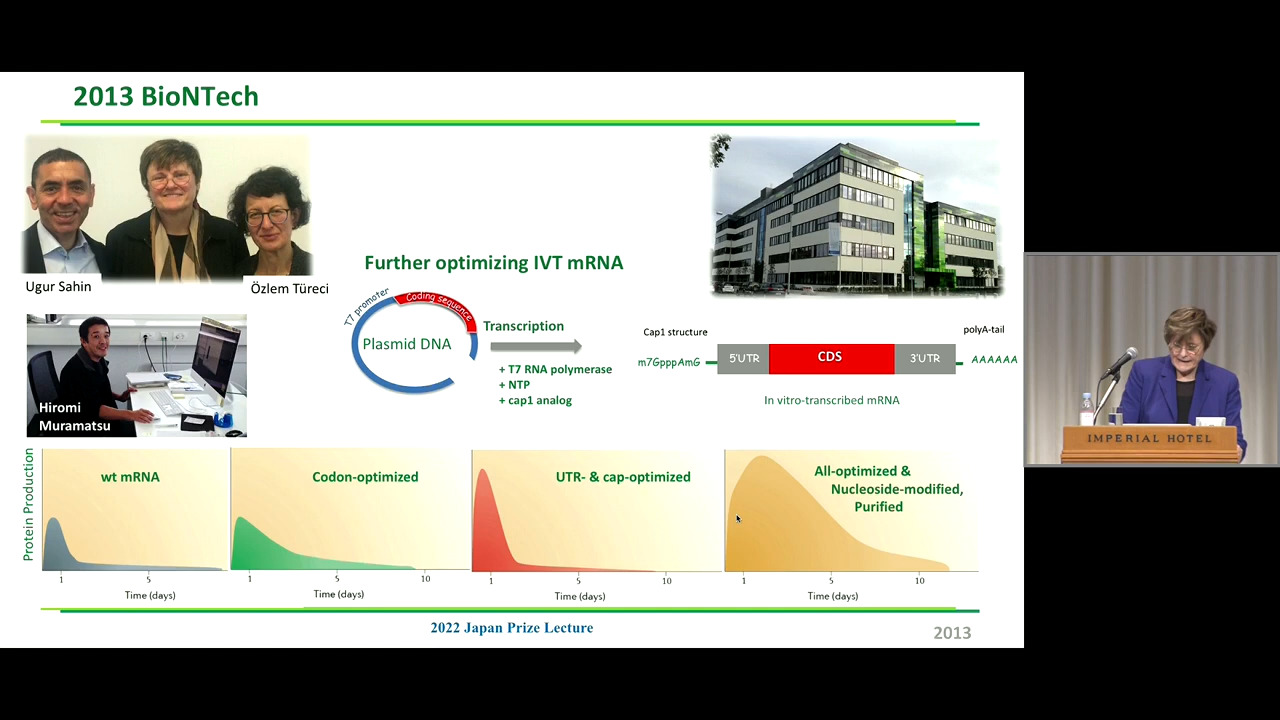 2013 BioNTech
Ugur Sahin
Özlem Türeci
Hiromi
Muramatsu
Further optimizing IVT mRNA
T7 promoter
Coding sequence
Plasmid DNA
Transcription
+ T7 RNA polymerase
+ NTP
+ cap1 analog
Cap1 structure
polyA-tail
m7GpppAmG
5'UTR
CDS
3'UTR
AAAAAA
In vitro-transcribed mRNA
Protein Production
wt mRNA
1 5
Time (days)
Codon-optimized
1 5 10
Time (days)
UTR- & cap-optimized
1 5 10
Time (days)
All-optimized &
Nucleoside-modified,
Purified
1 5 10
Time (days)
2022 Japan Prize Lecture
2013
IMPERIAL HOTEL